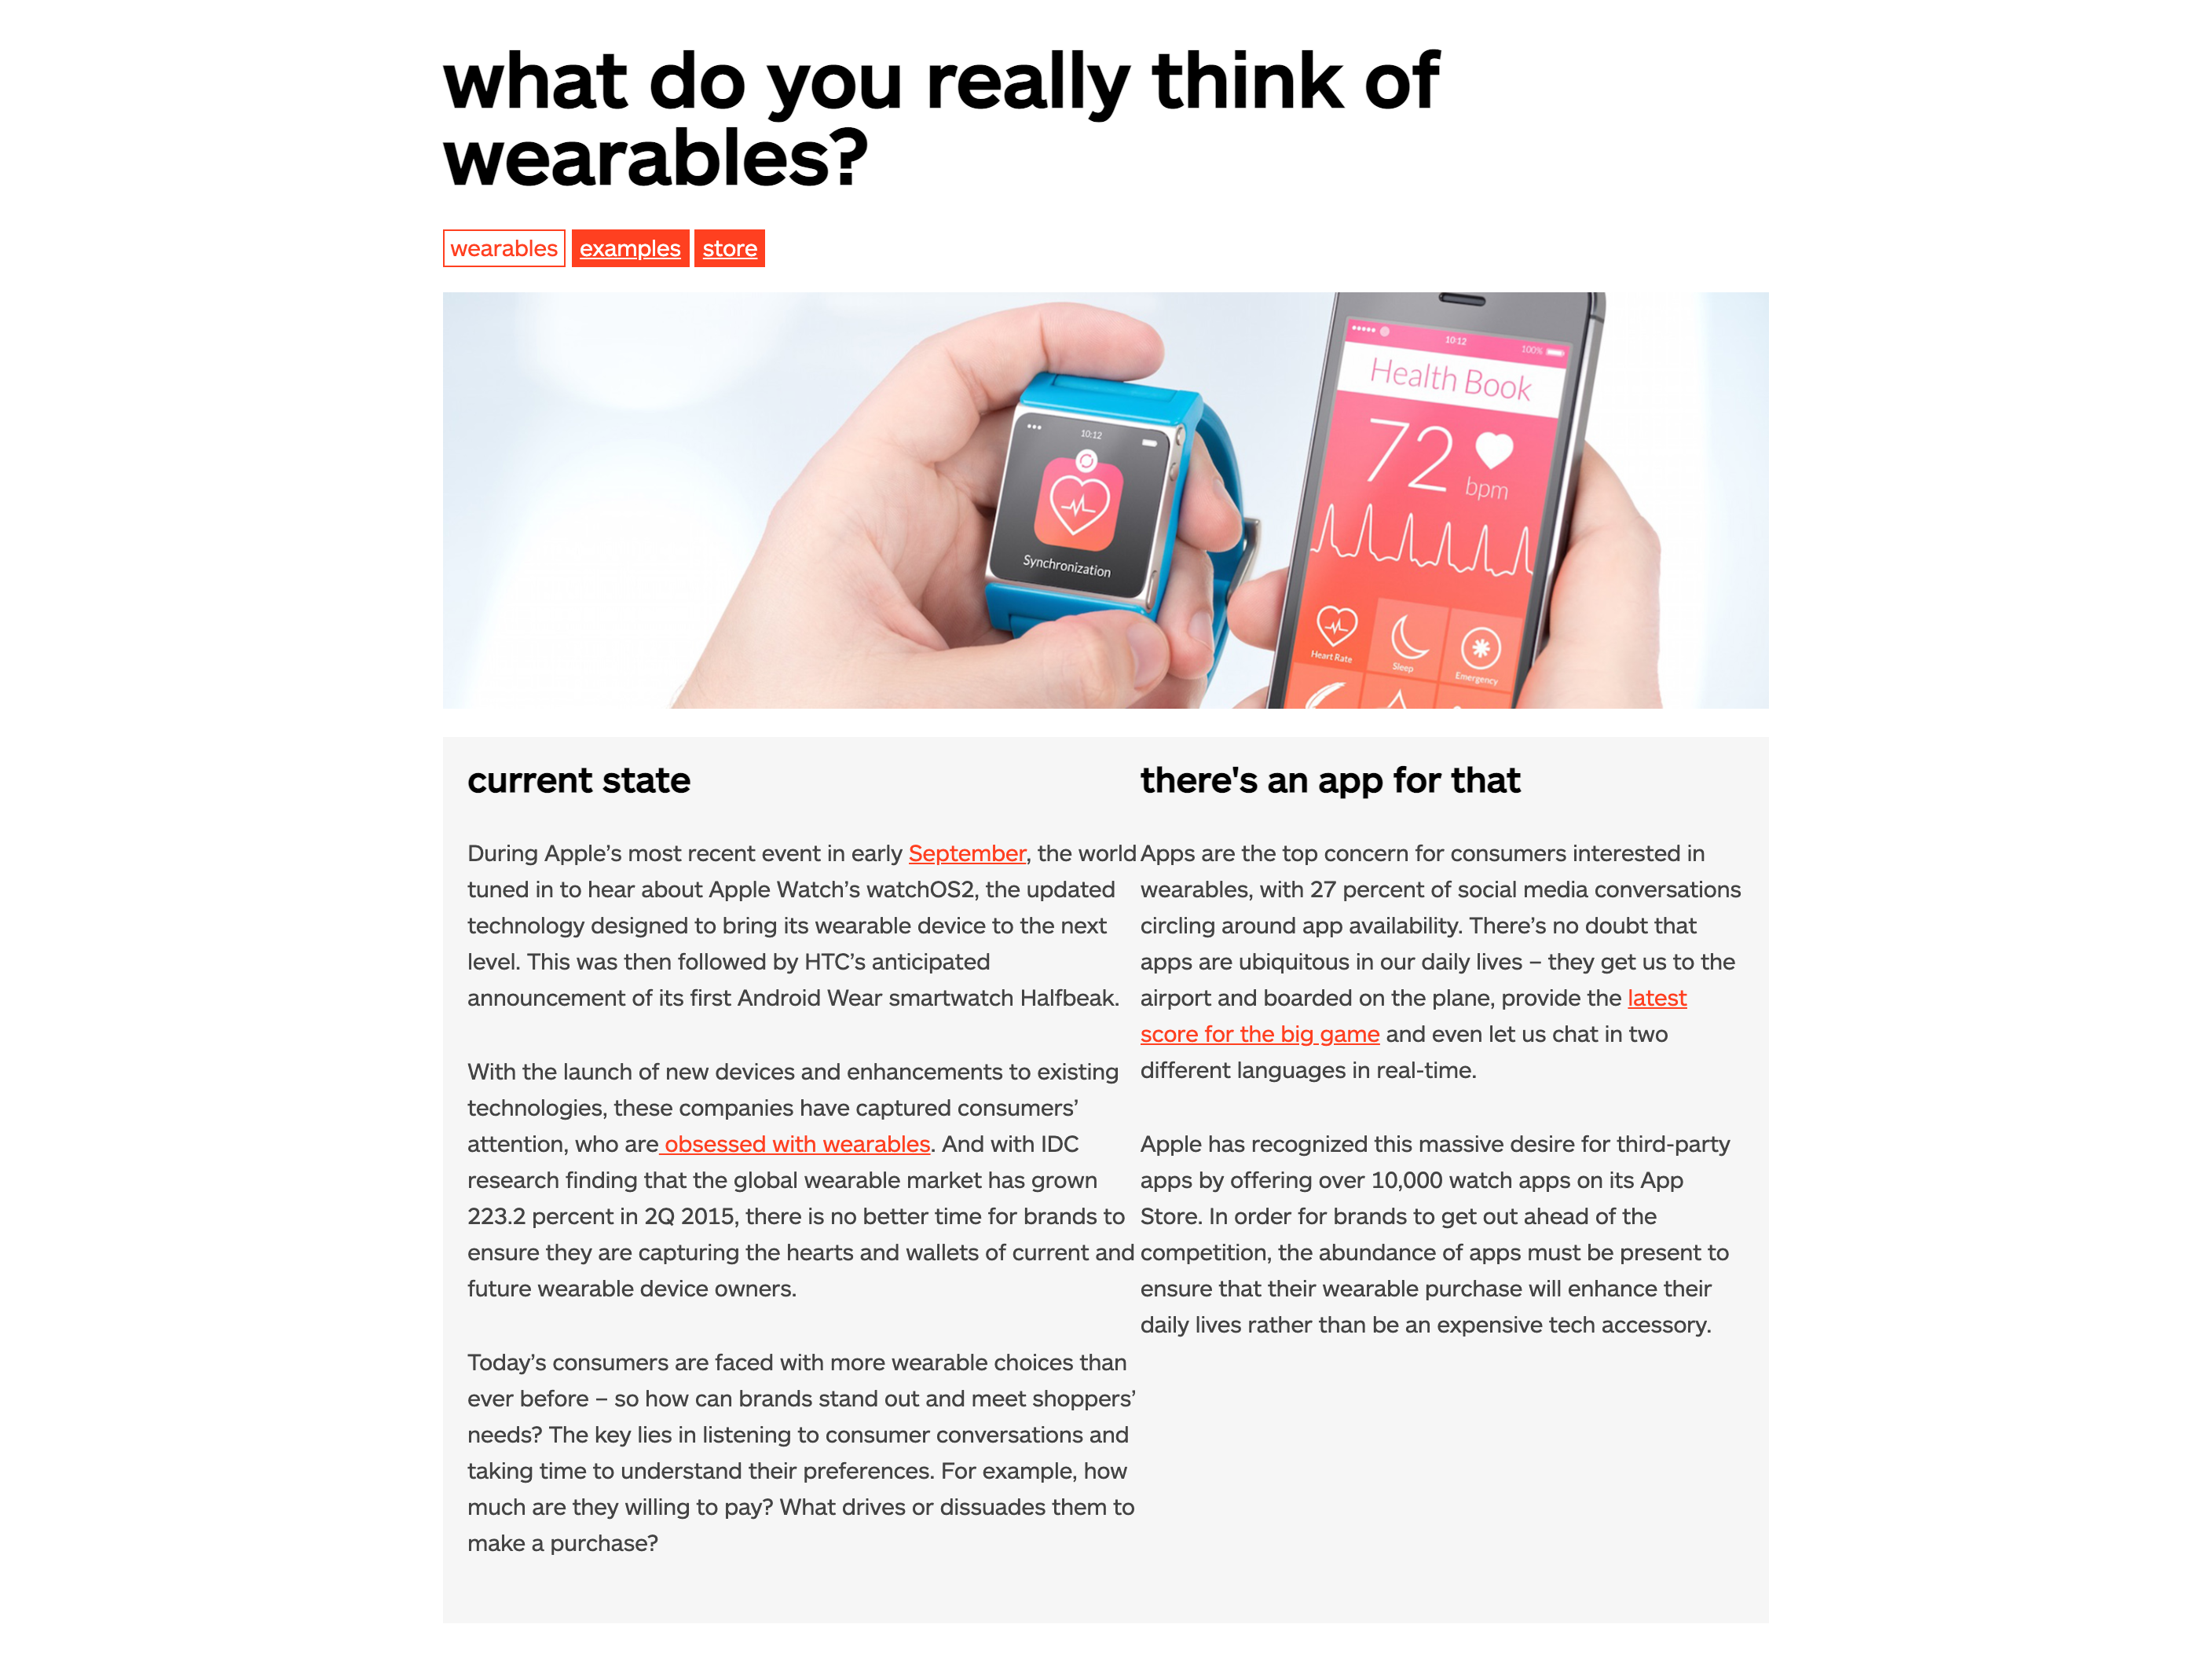 what do you really think of
wearables?
wearables examples store
10:12
Synchronization
10:12 100%
Health Book
72
bpm
Heart Rate
Sleep
Emergency
current state
During Apple’s most recent event in early September, the world
tuned in to hear about Apple Watch’s watchOS2, the updated
technology designed to bring its wearable device to the next
level. This was then followed by HTC’s anticipated
announcement of its first Android Wear smartwatch Halfbeak.
With the launch of new devices and enhancements to existing
technologies, these companies have captured consumers’
attention, who are obsessed with wearables. And with IDC
research finding that the global wearable market has grown
223.2 percent in 2Q 2015, there is no better time for brands to
ensure they are capturing the hearts and wallets of current and
future wearable device owners.
Today’s consumers are faced with more wearable choices than
ever before – so how can brands stand out and meet shoppers’
needs? The key lies in listening to consumer conversations and
taking time to understand their preferences. For example, how
much are they willing to pay? What drives or dissuades them to
make a purchase?
there's an app for that
Apps are the top concern for consumers interested in
wearables, with 27 percent of social media conversations
circling around app availability. There’s no doubt that
apps are ubiquitous in our daily lives – they get us to the
airport and boarded on the plane, provide the latest
score for the big game and even let us chat in two
different languages in real-time.
Apple has recognized this massive desire for third-party
apps by offering over 10,000 watch apps on its App
Store. In order for brands to get out ahead of the
competition, the abundance of apps must be present to
ensure that their wearable purchase will enhance their
daily lives rather than be an expensive tech accessory.